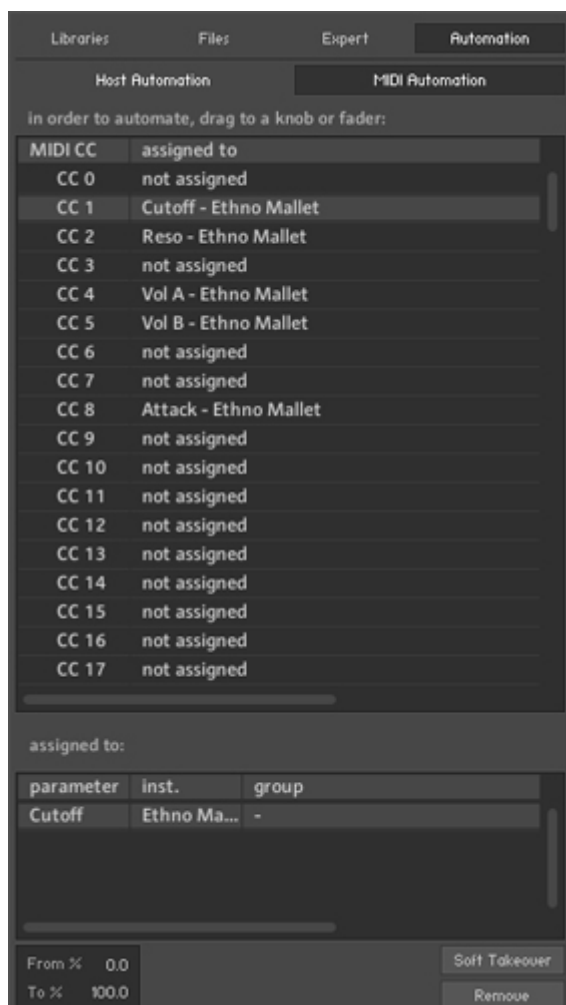 Libraries Files Expert Automation
Host Automation MIDI Automation
in order to automate, drag to a knob or fader:
MIDI CC assigned to
CC 0 not assigned
CC 1 Cutoff - Ethno Mallet
CC 2 Reso - Ethno Mallet
CC 3 not assigned
CC 4 Vol A - Ethno Mallet
CC 5 Vol B - Ethno Mallet
CC 6 not assigned
CC 7 not assigned
CC 8 Attack - Ethno Mallet
CC 9 not assigned
CC 10 not assigned
CC 11 not assigned
CC 12 not assigned
CC 13 not assigned
CC 14 not assigned
CC 15 not assigned
CC 16 not assigned
CC 17 not assigned
assigned to:
parameter inst. group
Cutoff Ethno Ma... -
From % 0.0 Soft Takeover
To % 100.0 Remove